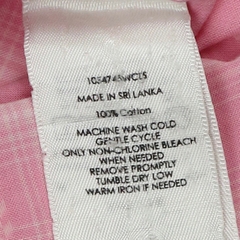 1054745WCLS
MADE IN SRI LANKA
100% Cotton
MACHINE WASH COLD
GENTLE CYCLE
ONLY NON-CHLORINE BLEACH
WHEN NEEDED
REMOVE PROMPTLY
TUMBLE DRY LOW
WARM IRON IF NEEDED